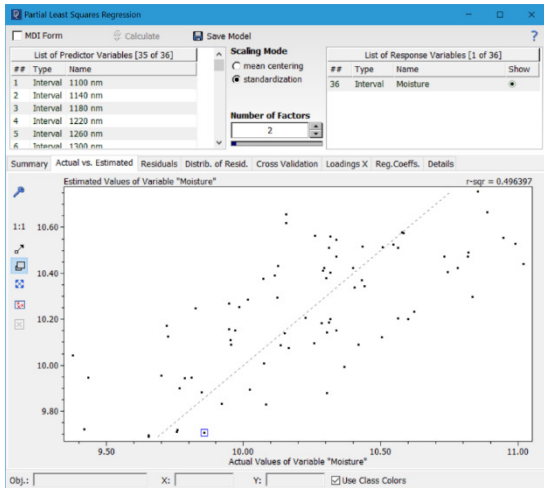 Partial Least Squares Regression
MDI Form
Calculate
Save Model
?
List of Predictor Variables [35 of 36]
## Type Name
1 Interval 1100 nm
2 Interval 1140 nm
3 Interval 1180 nm
4 Interval 1220 nm
5 Interval 1260 nm
6 Interval 1300 nm
Scaling Mode
mean centering
standardization
Number of Factors
2
List of Response Variables [1 of 36]
## Type Name Show
36 Interval Moisture
Summary Actual vs. Estimated Residuals Distrib. of Resid. Cross Validation Loadings X Reg.Coeffs. Details
Estimated Values of Variable "Moisture" r-sqr = 0.496397
1:1
10.60
10.40
10.20
10.00
9.80
9.50 10.00 10.50 11.00
Actual Values of Variable "Moisture"
Obj.: X: Y: Use Class Colors